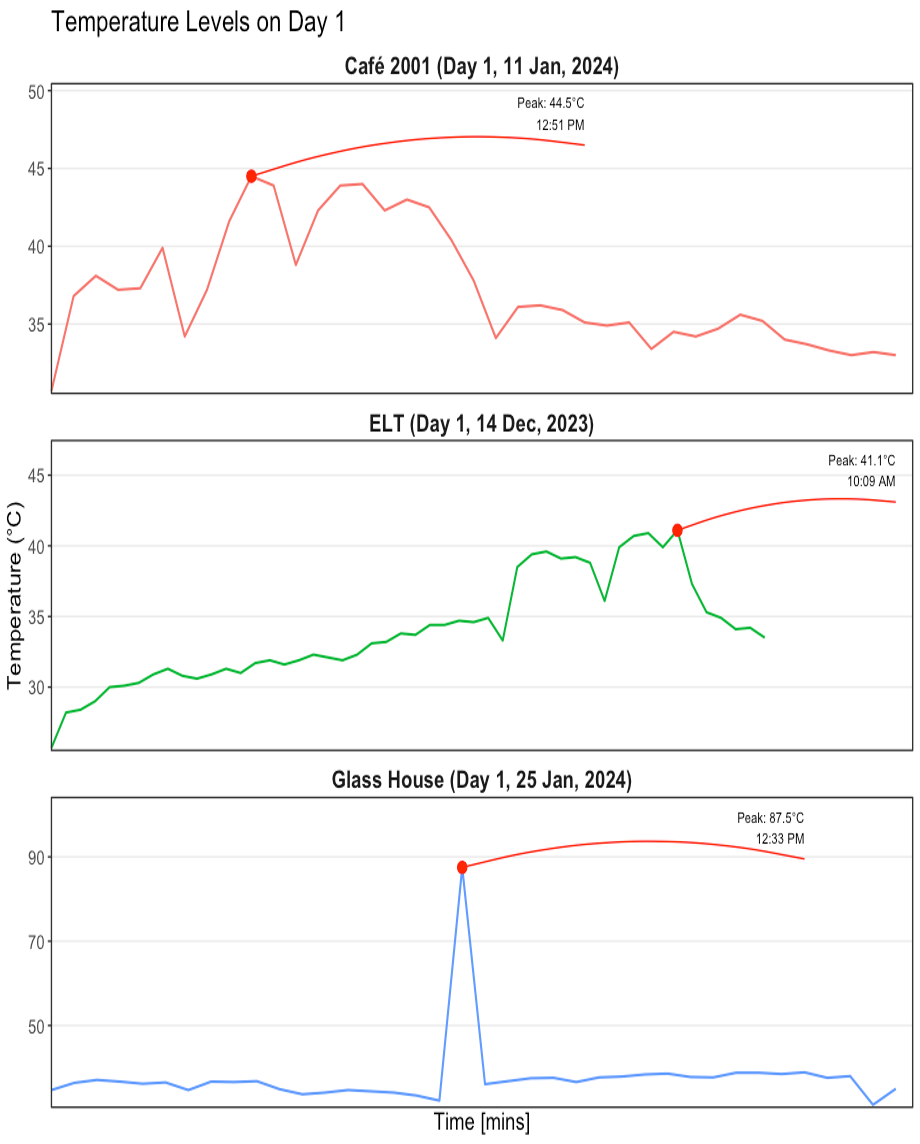 Temperature Levels on Day 1
Café 2001 (Day 1, 11 Jan, 2024)
50
Peak: 44.5°C
12:51 PM
45
40
35
ELT (Day 1, 14 Dec, 2023)
Peak: 41.1°C
10:09 AM
45
40
35
30
Temperature (°C)
Glass House (Day 1, 25 Jan, 2024)
Peak: 87.5°C
12:33 PM
90
70
50
Time [mins]